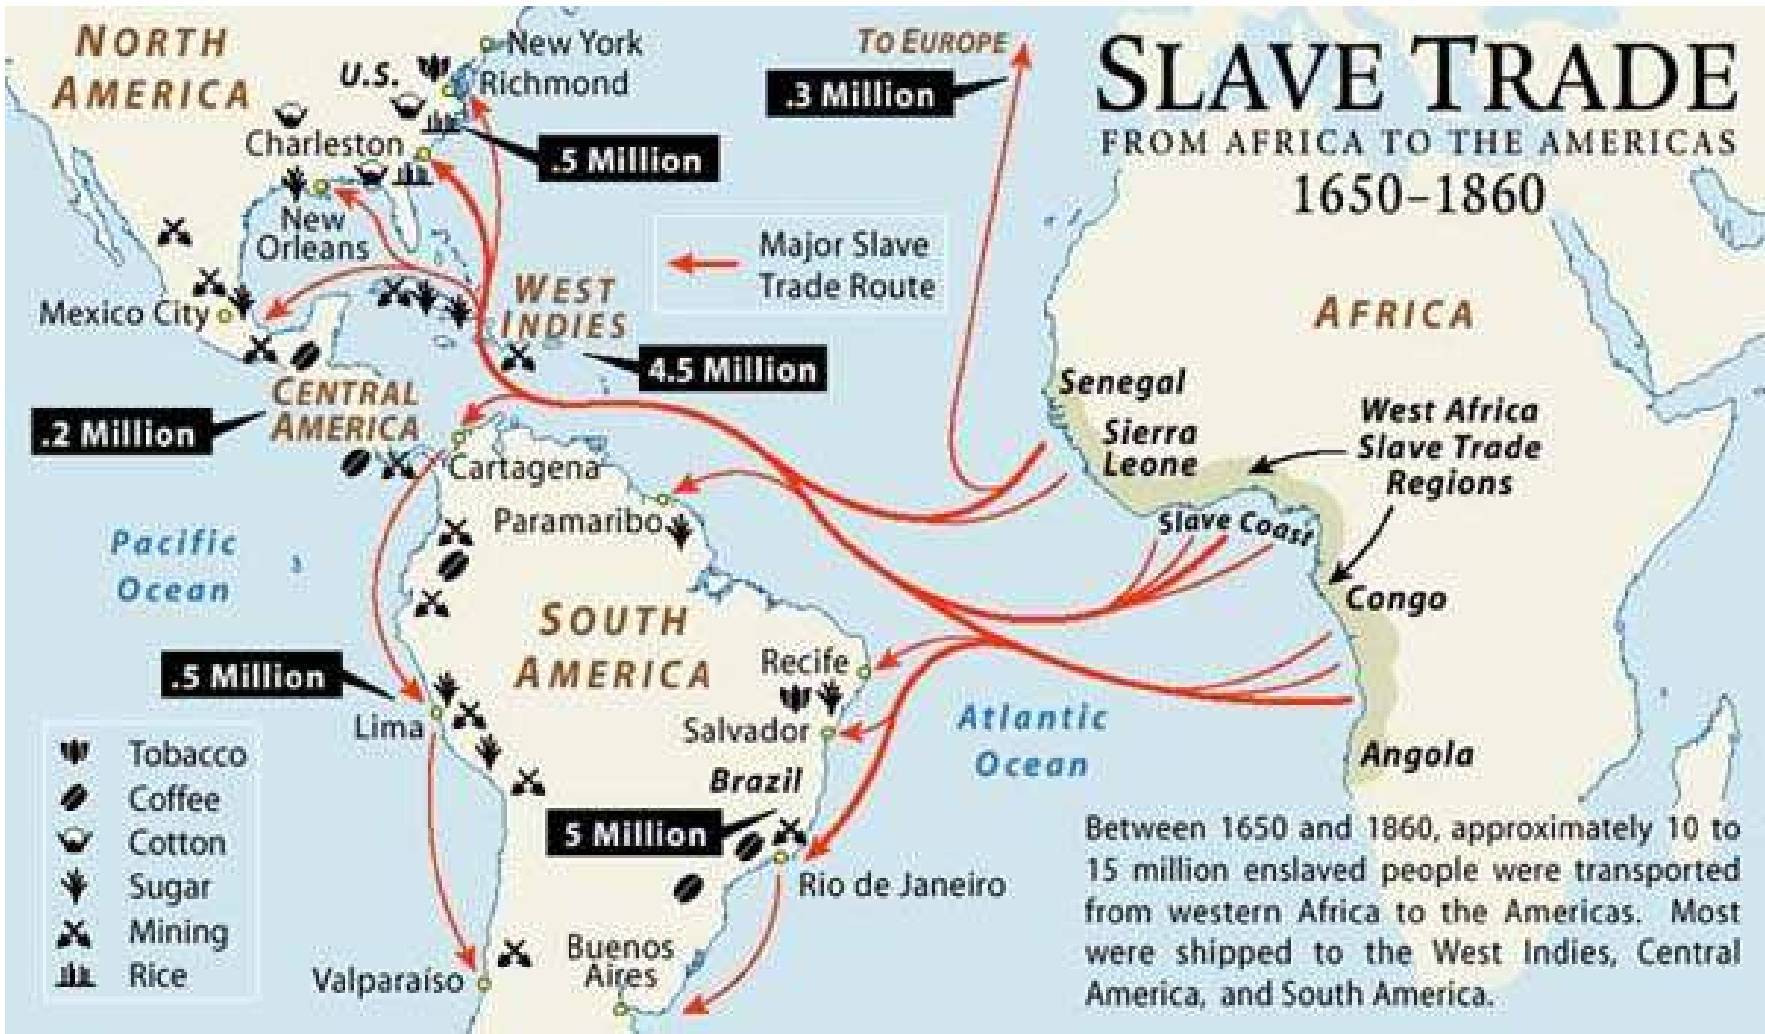 SLAVE TRADE
FROM AFRICA TO THE AMERICAS
1650–1860
NORTH
AMERICA
U.S.
New York
Richmond
Charleston
New
Orleans
Mexico City
.5 Million
TO EUROPE
.3 Million
Major Slave
Trade Route
WEST
INDIES
4.5 Million
CENTRAL
AMERICA
.2 Million
Cartagena
Paramaribo
Pacific
Ocean
SOUTH
AMERICA
Recife
Salvador
Brazil
.5 Million
Lima
5 Million
Rio de Janeiro
Buenos
Aires
Valparaíso
Atlantic
Ocean
AFRICA
Senegal
Sierra
Leone
West Africa
Slave Trade
Regions
Slave Coast
Congo
Angola
Tobacco
Coffee
Cotton
Sugar
Mining
Rice
Between 1650 and 1860, approximately 10 to
15 million enslaved people were transported
from western Africa to the Americas. Most
were shipped to the West Indies, Central
America, and South America.